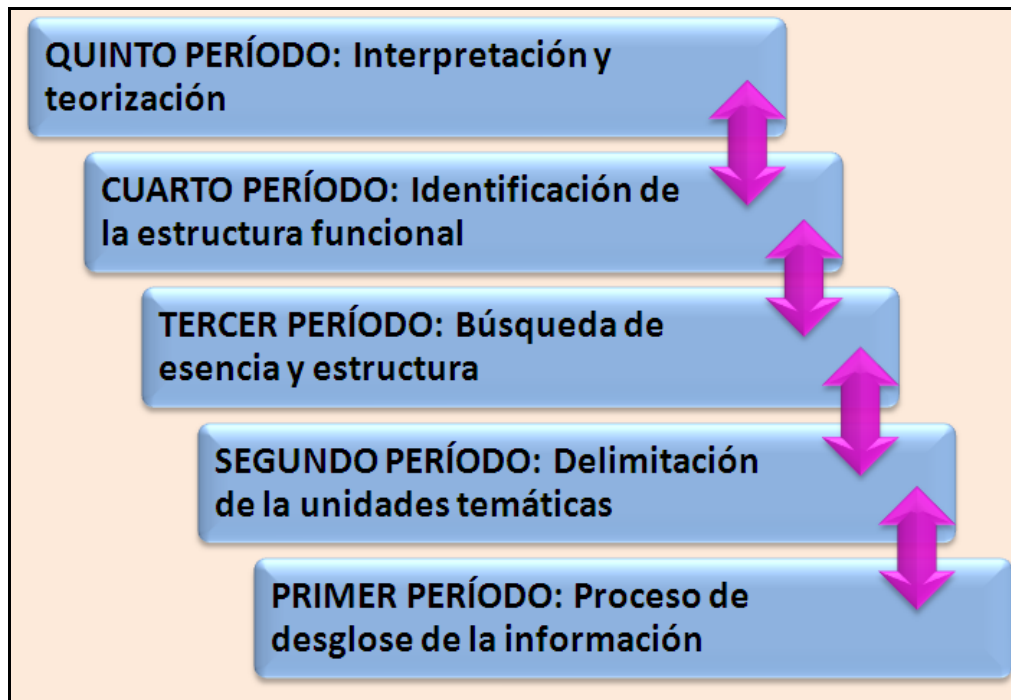 QUINTO PERÍODO: Interpretación y
teorización
CUARTO PERÍODO: Identificación de
la estructura funcional
TERCER PERÍODO: Búsqueda de
esencia y estructura
SEGUNDO PERÍODO: Delimitación
de la unidades temáticas
PRIMER PERÍODO: Proceso de
desglose de la información